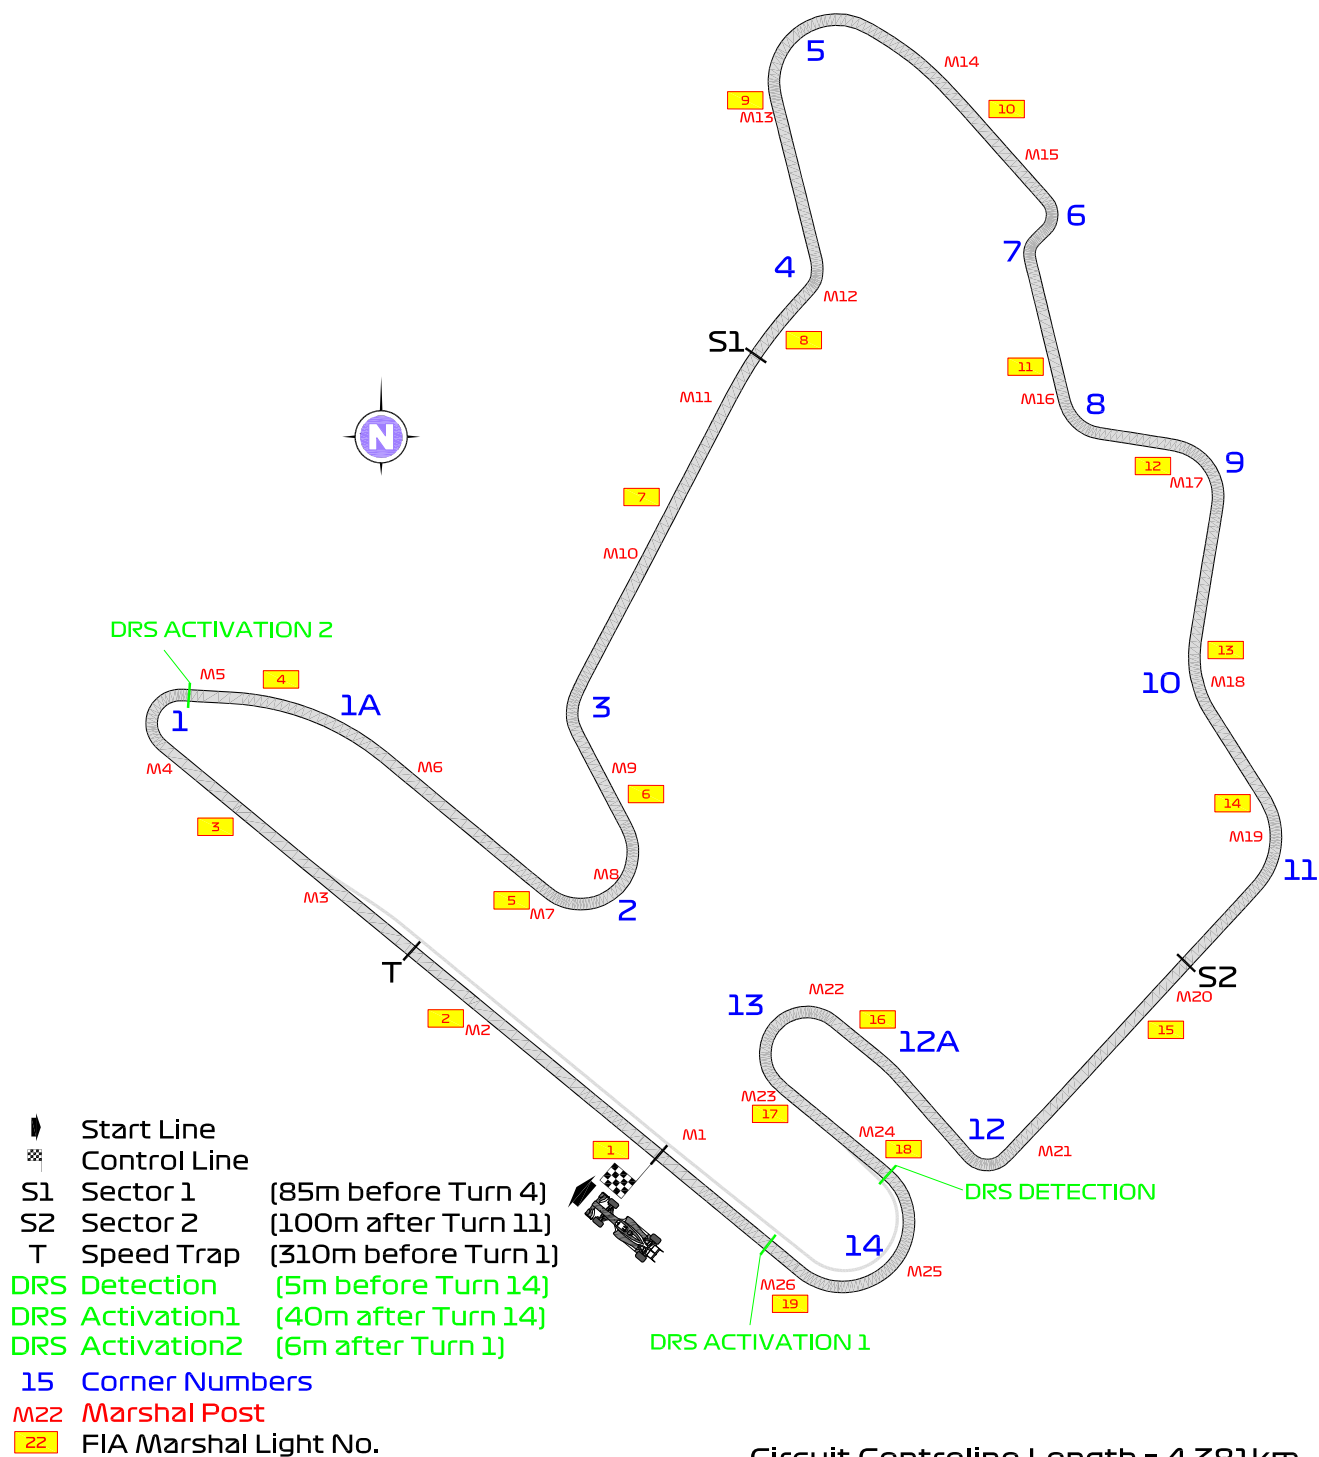 5
M14
9
M13
10
M15
6
7
4
M12
S1
8
11
M11
M16
8
N
9
12
M17
7
M10
DRS ACTIVATION 2
13
M5
4
10
M18
1A
3
1
M4
M6
M9
6
14
3
M19
11
M8
M3
5
M7
2
T
S2
M22
M20
13
2
M2
16
15
12A
M23
17
M1
M24
12
1
18
M21
DRS DETECTION
14
M25
M26
19
DRS ACTIVATION 1
Start Line
Control Line
S1 Sector 1 (85m before Turn 4)
S2 Sector 2 (100m after Turn 11)
T Speed Trap (310m before Turn 1)
DRS Detection (5m before Turn 14)
DRS Activation1 (40m after Turn 14)
DRS Activation2 (6m after Turn 1)
15 Corner Numbers
M22 Marshal Post
22 FIA Marshal Light No.
Circuit Controline Length = 4.381km